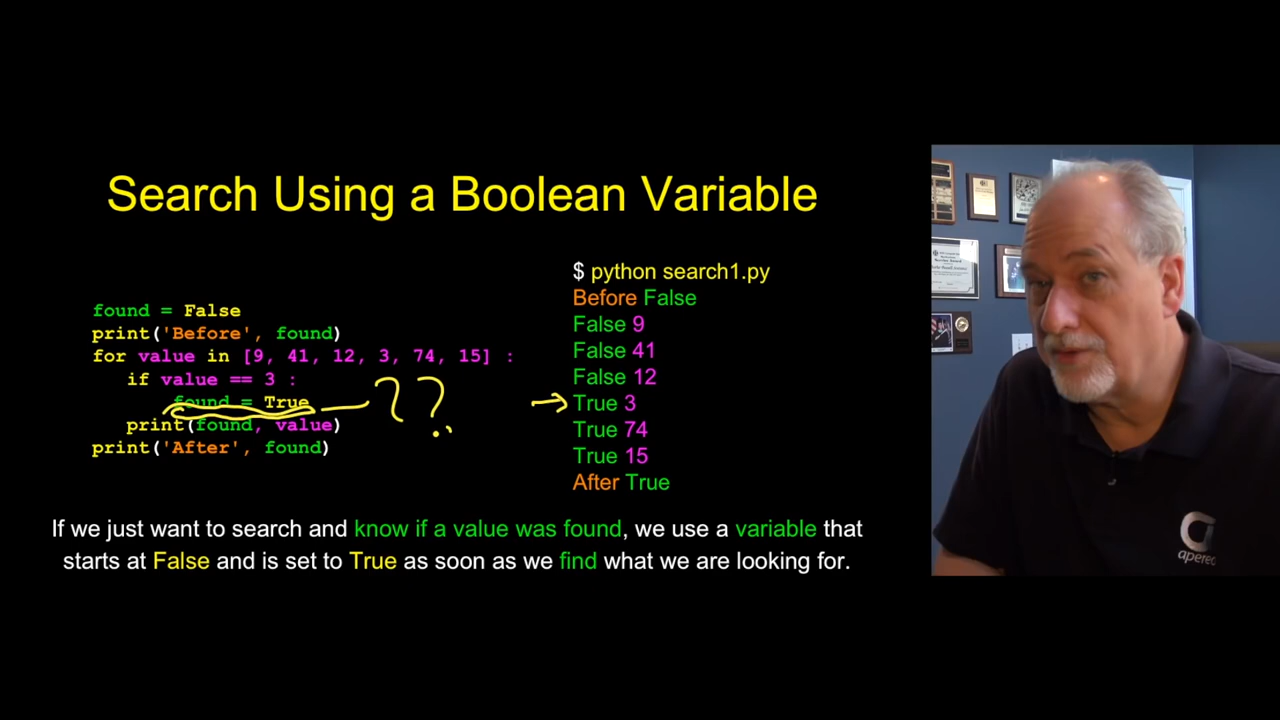 Search Using a Boolean Variable
found = False
print('Before', found)
for value in [9, 41, 12, 3, 74, 15] :
if value == 3 :
found = True
print(found, value)
print('After', found)
??
$ python search1.py
Before False
False 9
False 41
False 12
True 3
True 74
True 15
After True
If we just want to search and know if a value was found, we use a variable that
starts at False and is set to True as soon as we find what we are looking for.
apereo